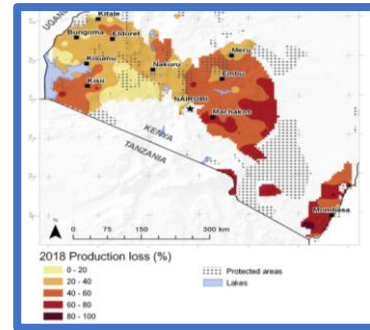 UGANDA
Kitale
Bungoma
Eldoret
Kisumu
Meru
Nakuru
Kisii
Embu
NAIROBI
Machakos
KENYA
TANZANIA
Mombasa
N
0 75 150 300 km
2018 Production loss (%)
0 - 20
20 - 40
40 - 60
60 - 80
80 - 100
Protected areas
Lakes